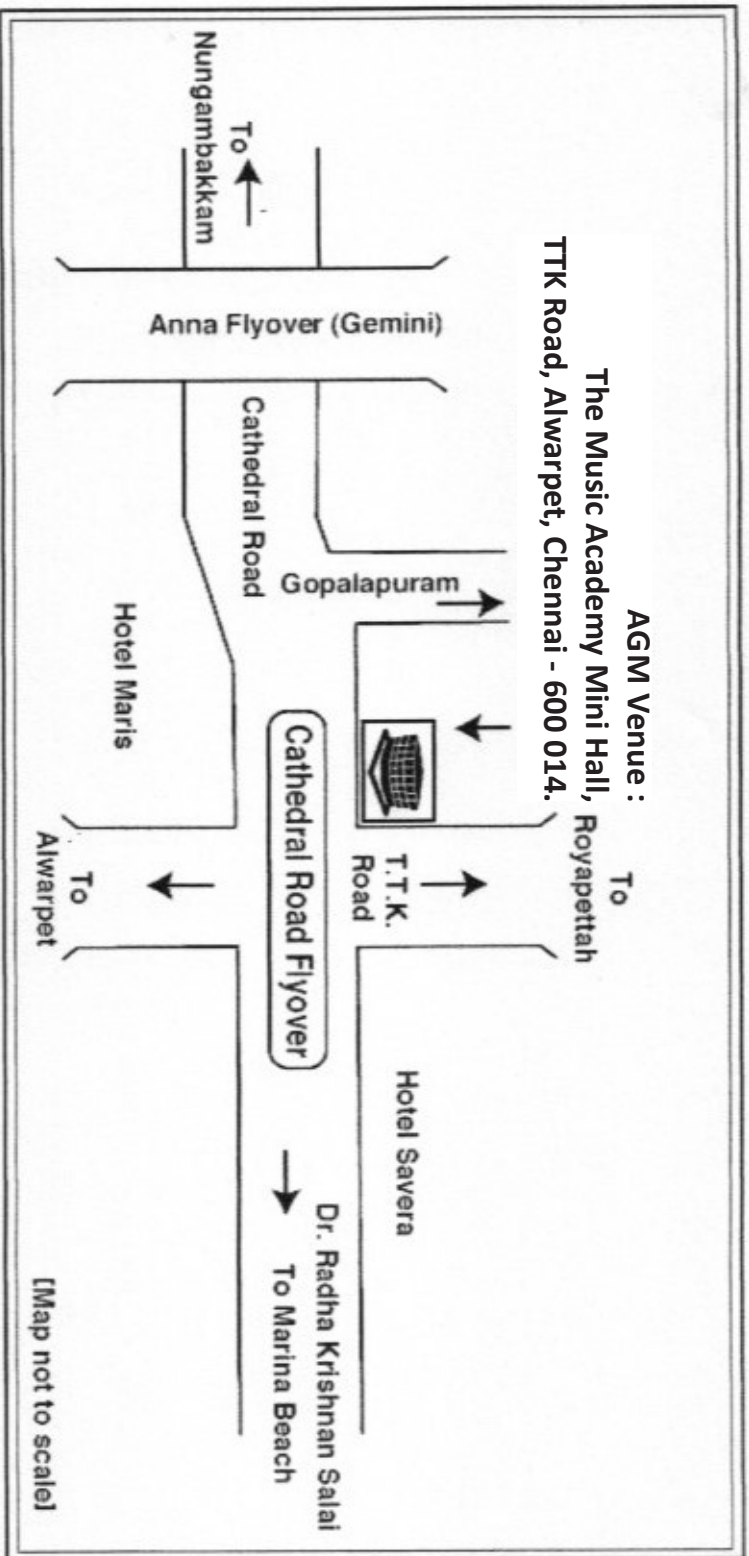 AGM Venue :
The Music Academy Mini Hall,
TTK Road, Alwarpet, Chennai - 600 014.
To
Royapettah
To
Nungambakkam
Anna Flyover (Gemini)
Cathedral Road
Gopalapuram
T.T.K.
Road
Hotel Savera
Cathedral Road Flyover
Dr. Radha Krishnan Salai
To Marina Beach
Hotel Maris
To
Alwarpet
[Map not to scale]